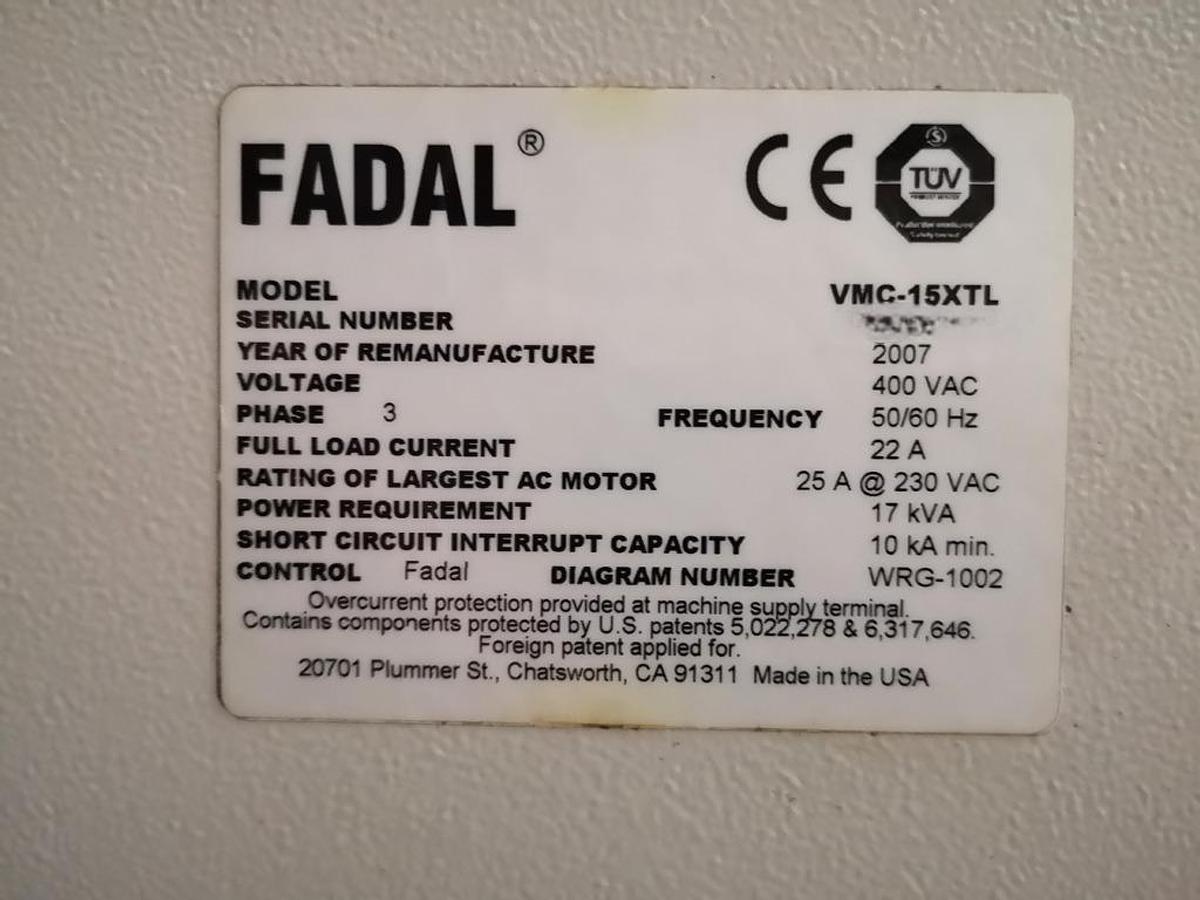 FADAL®
CE
TÜV
MODEL VMC-15XTL
SERIAL NUMBER
YEAR OF REMANUFACTURE 2007
VOLTAGE 400 VAC
PHASE 3 FREQUENCY 50/60 Hz
FULL LOAD CURRENT 22 A
RATING OF LARGEST AC MOTOR 25 A @ 230 VAC
POWER REQUIREMENT 17 kVA
SHORT CIRCUIT INTERRUPT CAPACITY 10 kA min.
CONTROL Fadal DIAGRAM NUMBER WRG-1002
Overcurrent protection provided at machine supply terminal.
Contains components protected by U.S. patents 5,022,278 & 6,317,646.
Foreign patent applied for.
20701 Plummer St., Chatsworth, CA 91311 Made in the USA